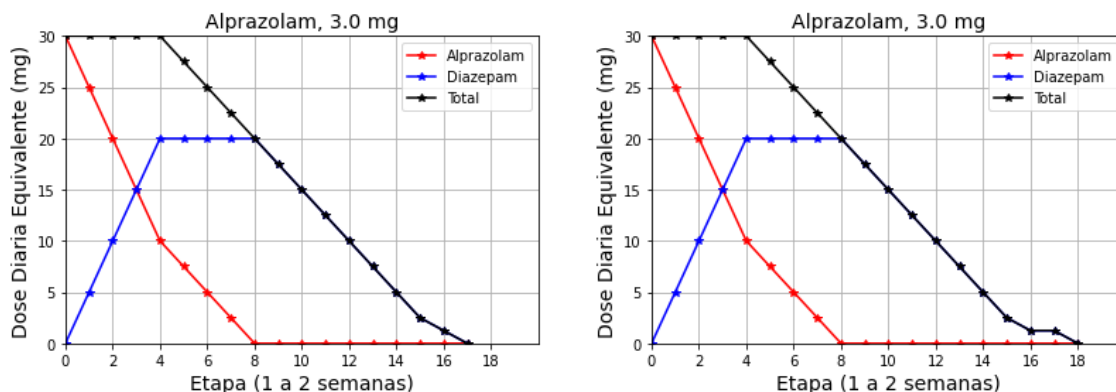 Alprazolam, 3.0 mg
Dose Diaria Equivalente (mg)
30
25
20
15
10
5
0
Alprazolam
Diazepam
Total
0 2 4 6 8 10 12 14 16 18
Etapa (1 a 2 semanas)
Alprazolam, 3.0 mg
Dose Diaria Equivalente (mg)
30
25
20
15
10
5
0
Alprazolam
Diazepam
Total
0 2 4 6 8 10 12 14 16 18
Etapa (1 a 2 semanas)